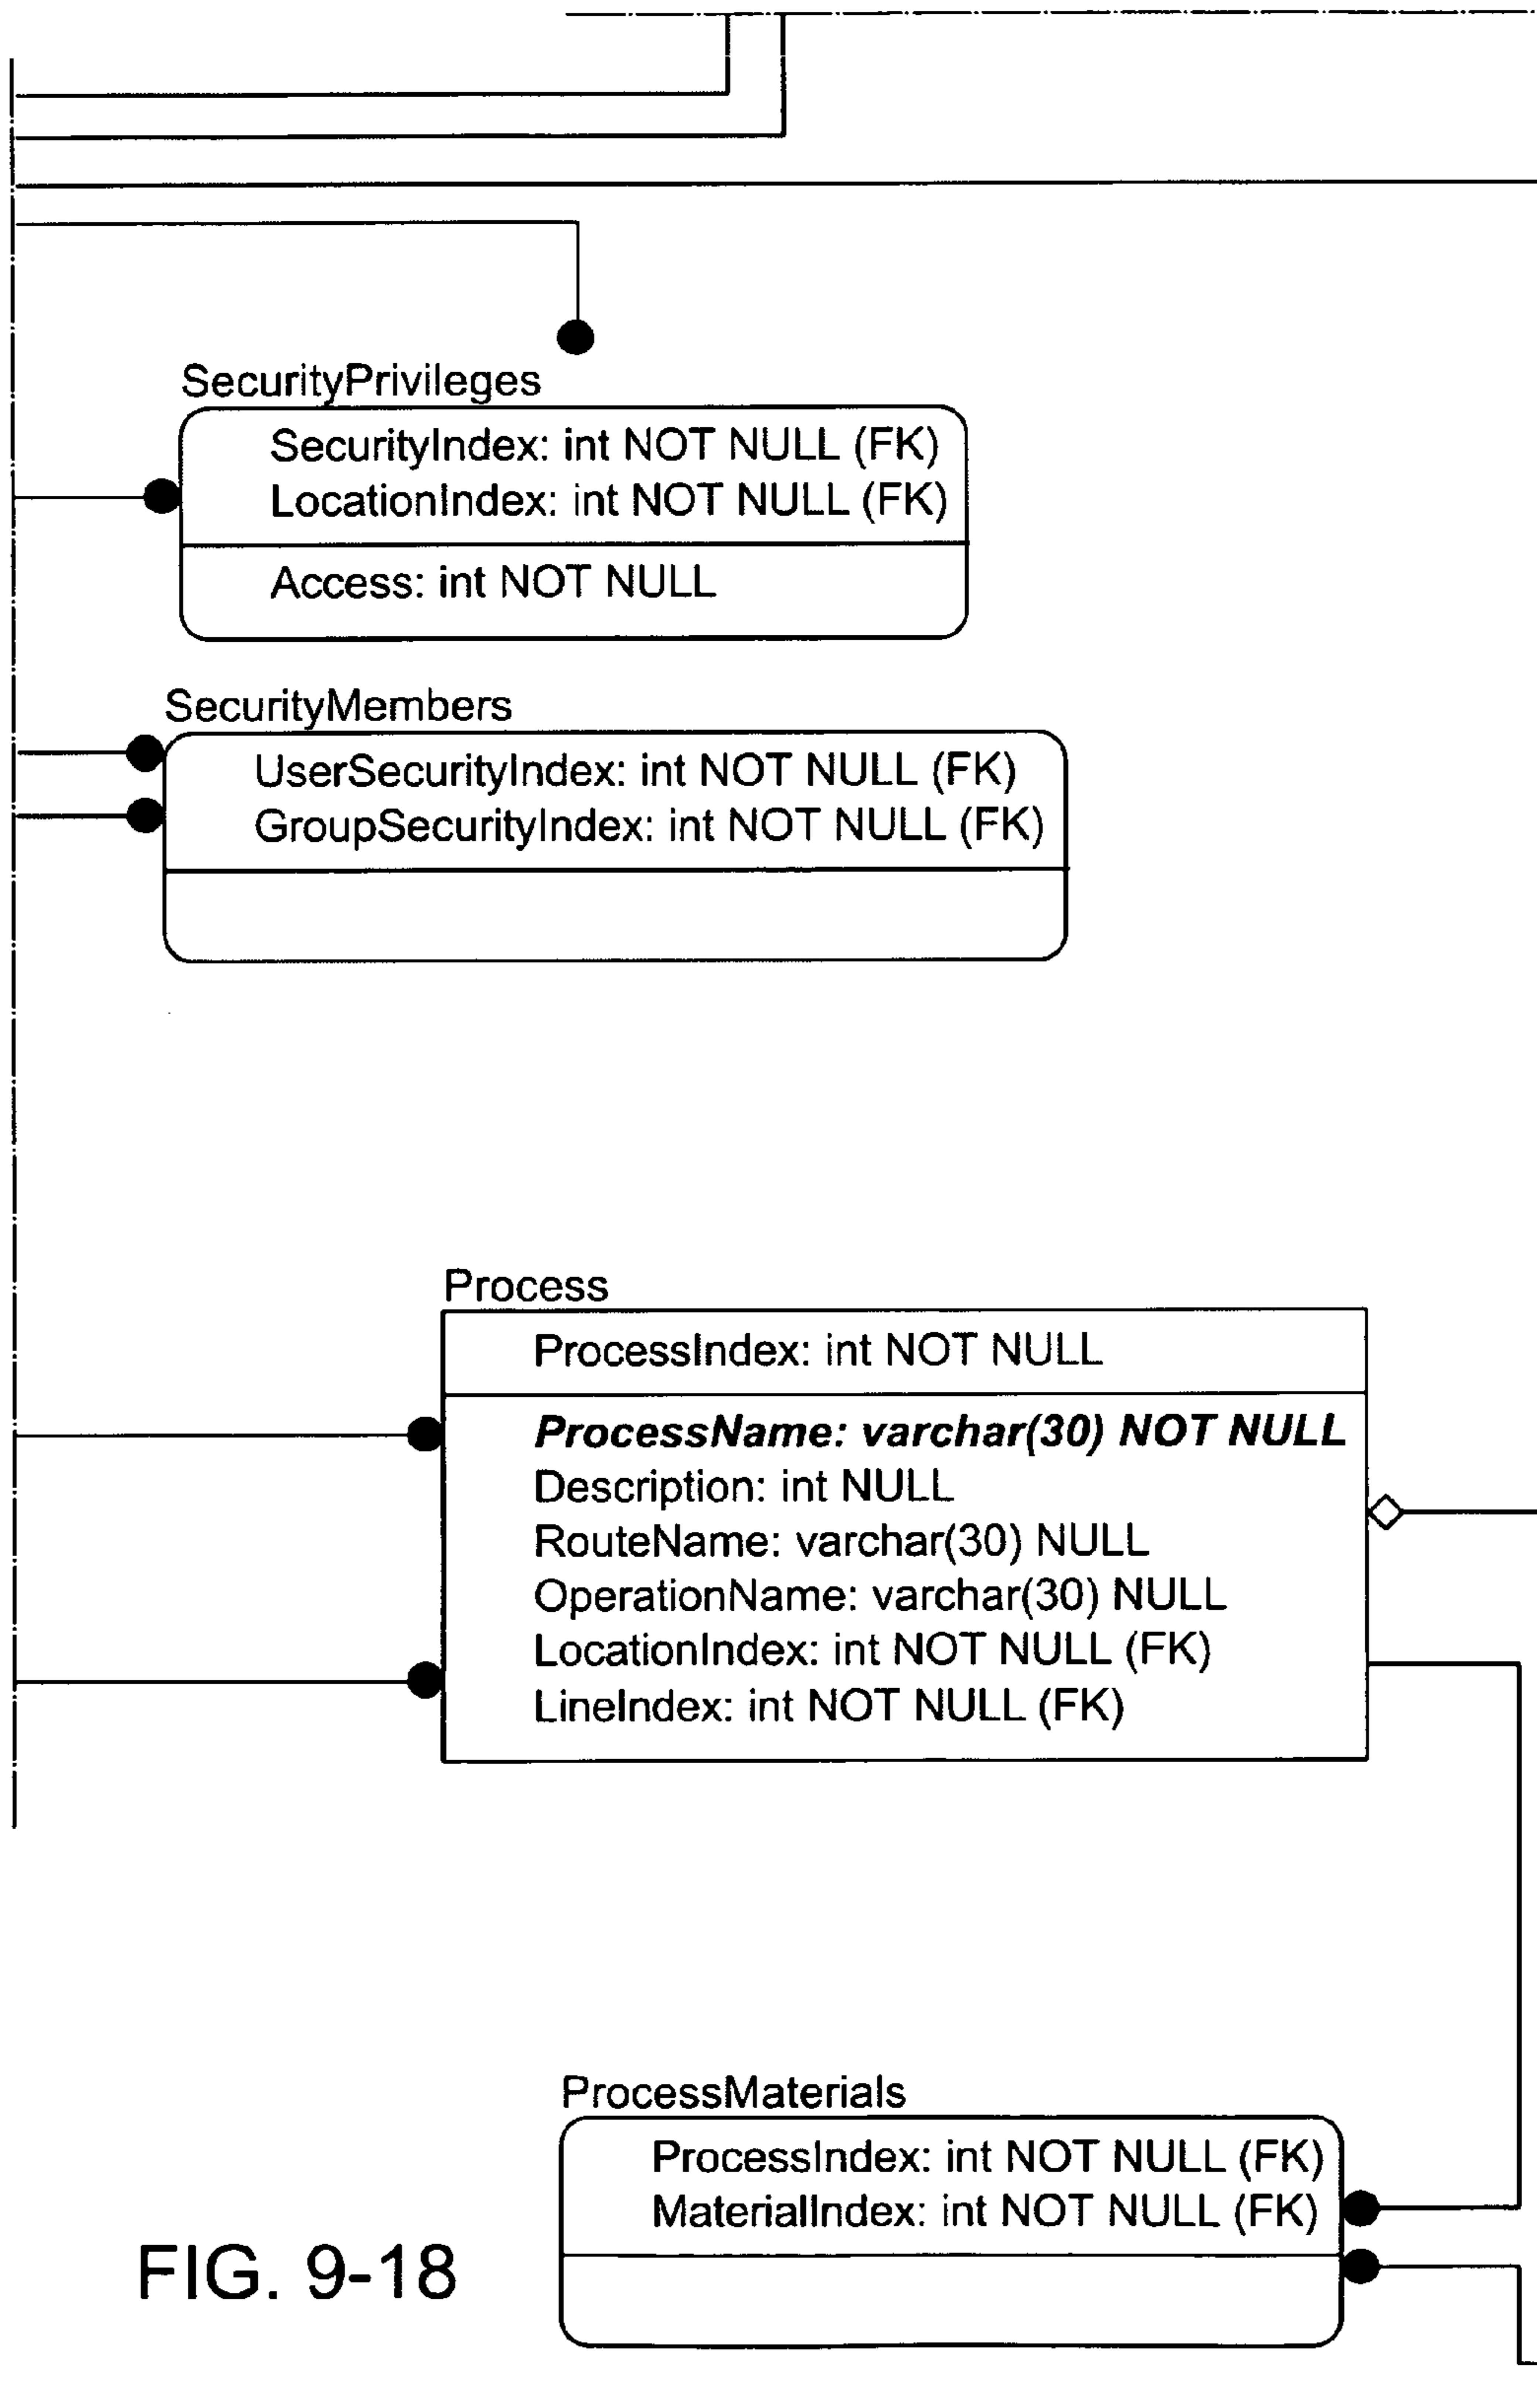 SecurityPrivileges
SecurityIndex: int NOT NULL (FK)
LocationIndex: int NOT NULL (FK)
Access: int NOT NULL
SecurityMembers
UserSecurityIndex: int NOT NULL (FK)
GroupSecurityIndex: int NOT NULL (FK)
Process
ProcessIndex: int NOT NULL
ProcessName: varchar(30) NOT NULL
Description: int NULL
RouteName: varchar(30) NULL
OperationName: varchar(30) NULL
LocationIndex: int NOT NULL (FK)
LineIndex: int NOT NULL (FK)
ProcessMaterials
ProcessIndex: int NOT NULL (FK)
MaterialIndex: int NOT NULL (FK)
FIG. 9-18